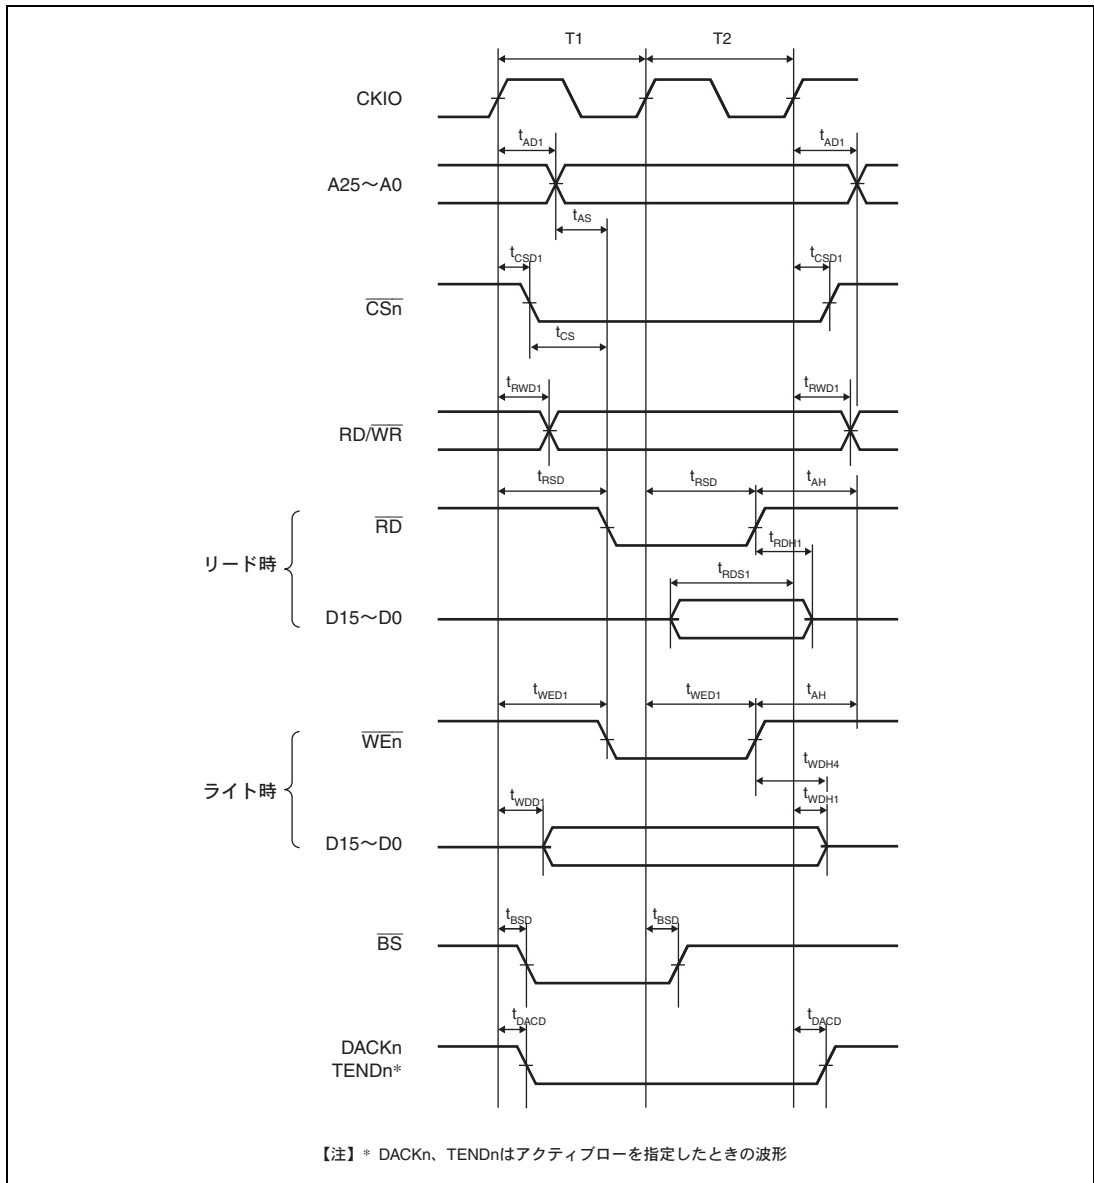 T1 T2
CKIO
tAD1 tAD1
A25～A0
tAS
tCSD1 tCSD1
CSn
tCS
tRWD1 tRWD1
RD/WR
tRSD tRSD tAH
RD
tRDH1
リード時
tRDS1
D15～D0
tWED1 tWED1 tAH
WEn
tWDH4
ライト時
tWDD1 tWDH1
D15～D0
tBSD tBSD
BS
tDACD tDACD
DACKn
TENDn*
【注】* DACKn、TENDnはアクティブローを指定したときの波形